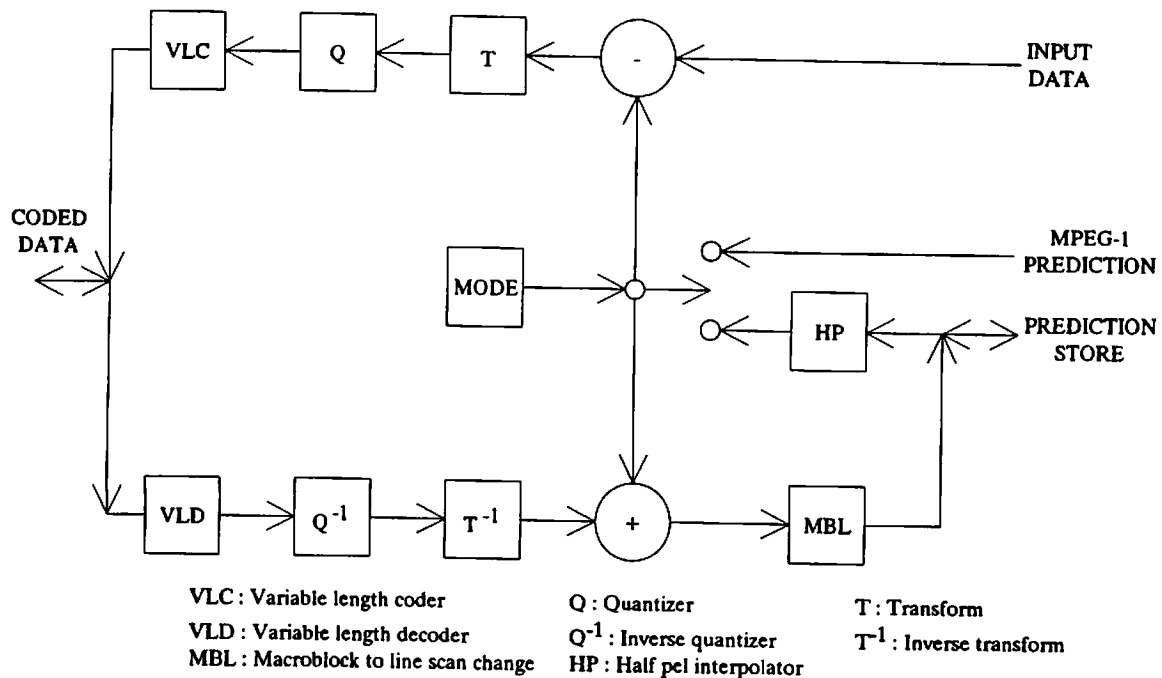 VLC
Q
T
-
INPUT
DATA
CODED
DATA
MPEG-1
PREDICTION
MODE
HP
PREDICTION
STORE
VLD
Q-1
T-1
+
MBL
VLC : Variable length coder
Q : Quantizer
T : Transform
VLD : Variable length decoder
Q-1 : Inverse quantizer
T-1 : Inverse transform
MBL : Macroblock to line scan change
HP : Half pel interpolator